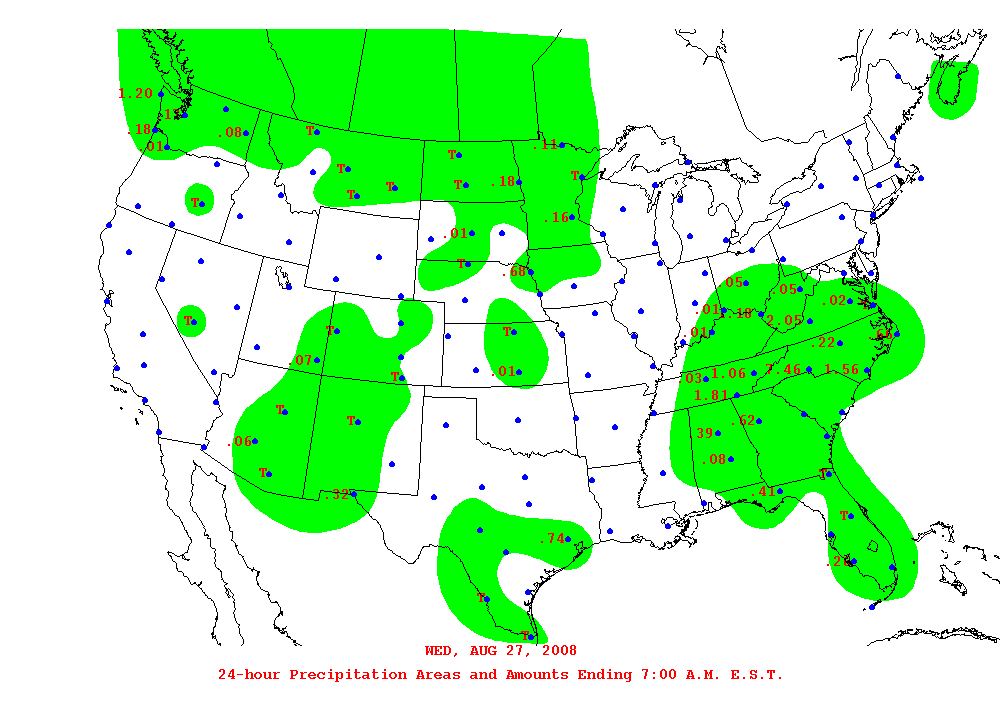 1.20
.18
.01
.08
T
T
T
T
T
T
.18
.11
T
.16
.01
T
.68
T
T
T
.07
T
T
.01
T
T
.06
T
.32
.74
T
T
.05
.05
.02
.01
.18
2.05
.01
.22
.03
1.06
7.46
1.56
1.81
.62
.39
.08
.41
T
T
WED, AUG 27, 2008
24-hour Precipitation Areas and Amounts Ending 7:00 A.M. E.S.T.